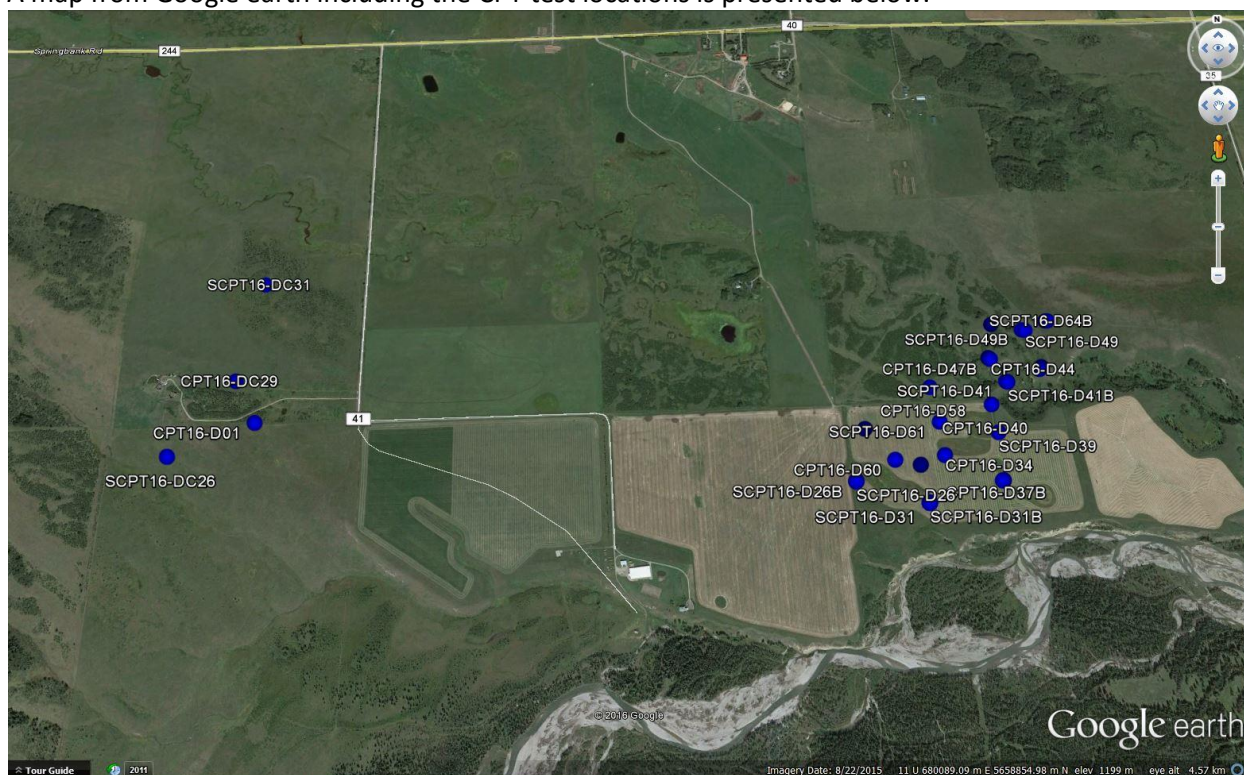 A map from Google earth including the CPT test locations is presented below.
40
Springbank Rd
244
N
35
SCPT16-DC31
SCPT16-D64B
SCPT16-D49B
SCPT16-D49
CPT16-D47B
CPT16-D44
CPT16-DC29
SCPT16-D41
SCPT16-D41B
41
CPT16-D58
CPT16-D01
SCPT16-D61
CPT16-D40
SCPT16-D39
CPT16-D60
CPT16-D34
SCPT16-DC26
SCPT16-D26B
SCPT16-D26
CPT16-D37B
SCPT16-D31
SCPT16-D31B
© 2016 Google
Google earth
Tour Guide
2011
Imagery Date: 8/22/2015 11 U 680089.09 m E 5658854.98 m N elev 1199 m eye alt 4.57 km